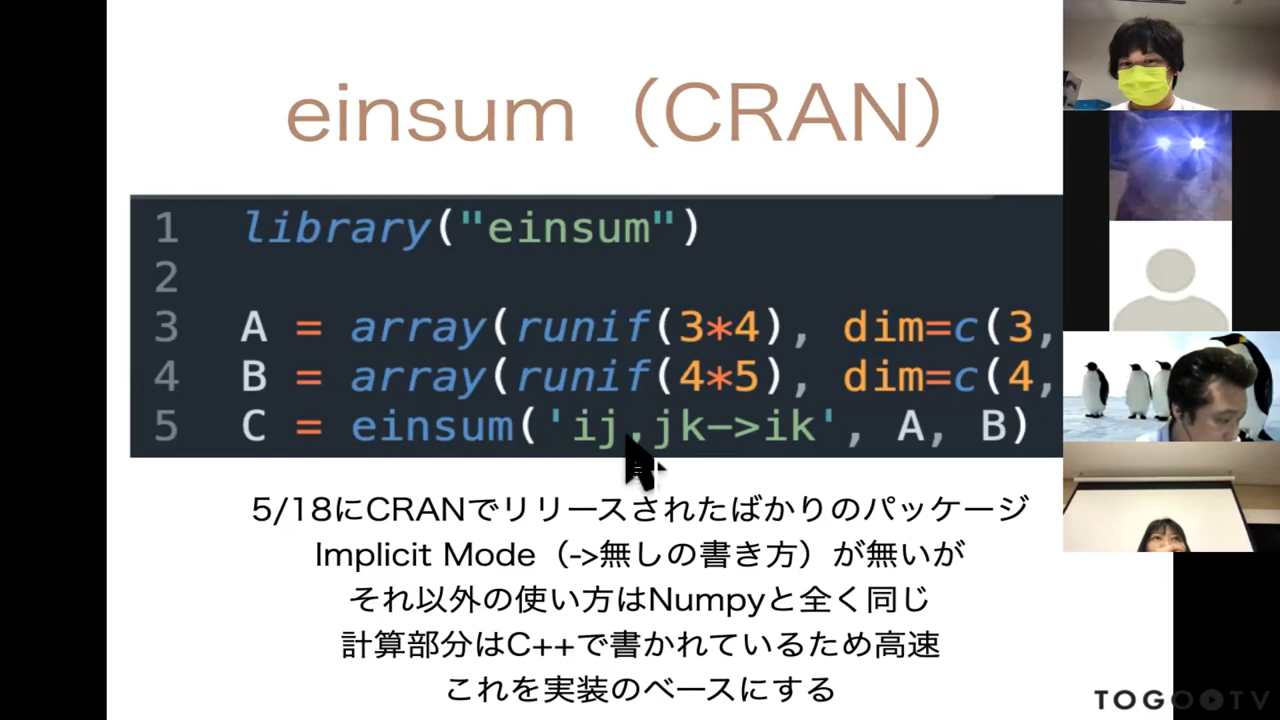 einsum（CRAN）
1 library("einsum")
2
3 A = array(runif(3*4), dim=c(3,
4 B = array(runif(4*5), dim=c(4,
5 C = einsum('ij,jk->ik', A, B)
5/18にCRANでリリースされたばかりのパッケージ
Implicit Mode（->無しの書き方）が無いが
それ以外の使い方はNumpyと全く同じ
計算部分はC++で書かれているため高速
これを実装のベースにする
TOGOTV